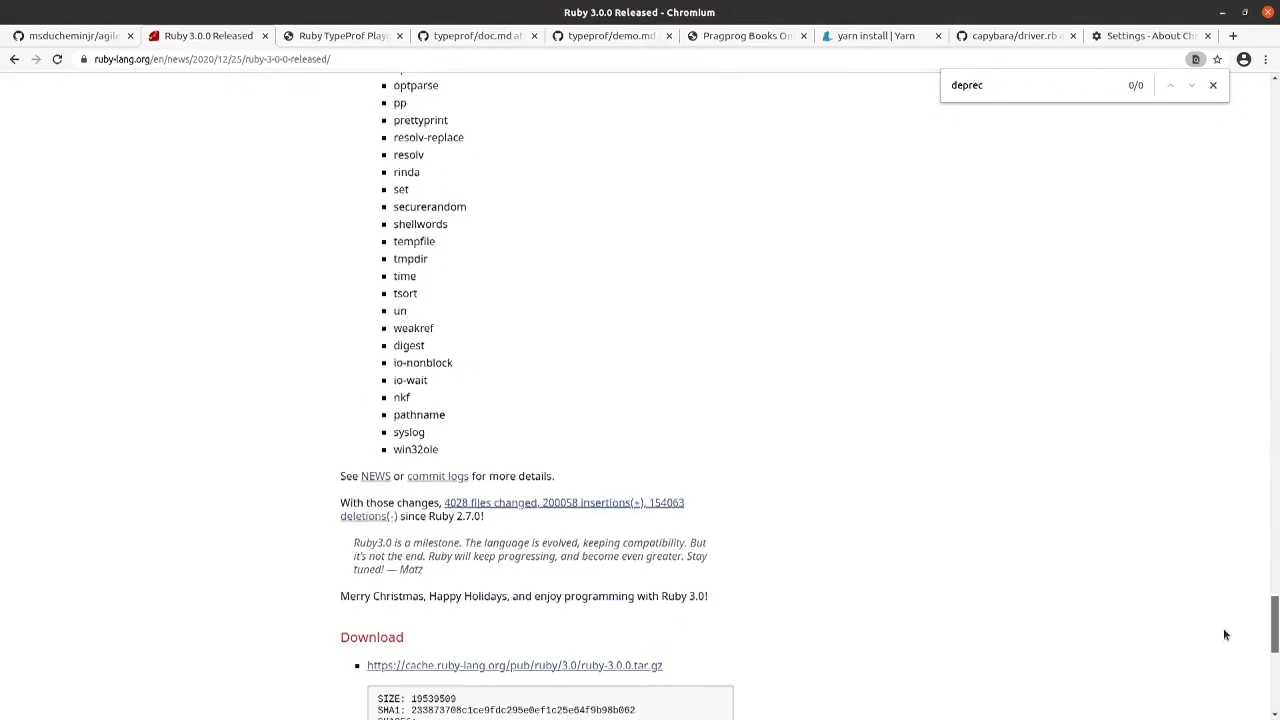 Ruby 3.0.0 Released - Chromium
msducheminjr/agile
Ruby 3.0.0 Released
Ruby TypeProf Playg
typeprof/doc.md at
typeprof/demo.md
Pragprog Books Onl
yarn install | Yarn
capybara/driver.rb a
Settings - About Ch
ruby-lang.org/en/news/2020/12/25/ruby-3-0-0-released/
deprec
0/0
optparse
pp
prettyprint
resolv-replace
resolv
rinda
set
securerandom
shellwords
tempfile
tmpdir
time
tsort
un
weakref
digest
io-nonblock
io-wait
nkf
pathname
syslog
win32ole
See NEWS or commit logs for more details.
With those changes, 4028 files changed, 200058 insertions(+), 154063
deletions(-) since Ruby 2.7.0!
Ruby3.0 is a milestone. The language is evolved, keeping compatibility. But
it's not the end. Ruby will keep progressing, and become even greater. Stay
tuned! — Matz
Merry Christmas, Happy Holidays, and enjoy programming with Ruby 3.0!
Download
https://cache.ruby-lang.org/pub/ruby/3.0/ruby-3.0.0.tar.gz
SIZE: 19539509
SHA1: 233873708c1ce9fdc295e0ef1c25e64f9b98b062